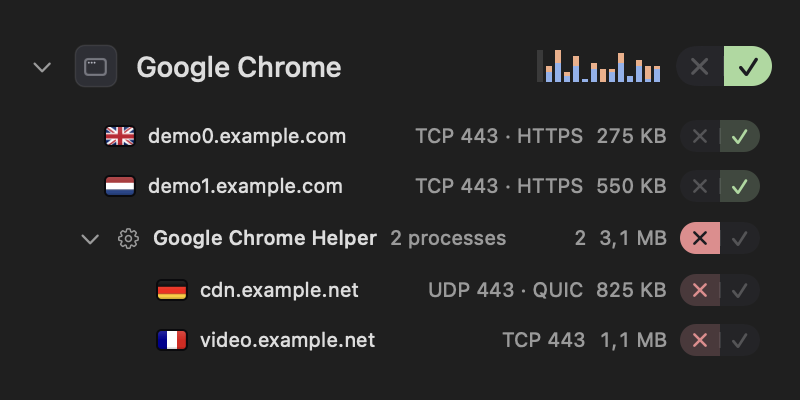 Google Chrome
demo0.example.com TCP 443 · HTTPS 275 KB
demo1.example.com TCP 443 · HTTPS 550 KB
Google Chrome Helper 2 processes 2 3,1 MB
cdn.example.net UDP 443 · QUIC 825 KB
video.example.net TCP 443 1,1 MB